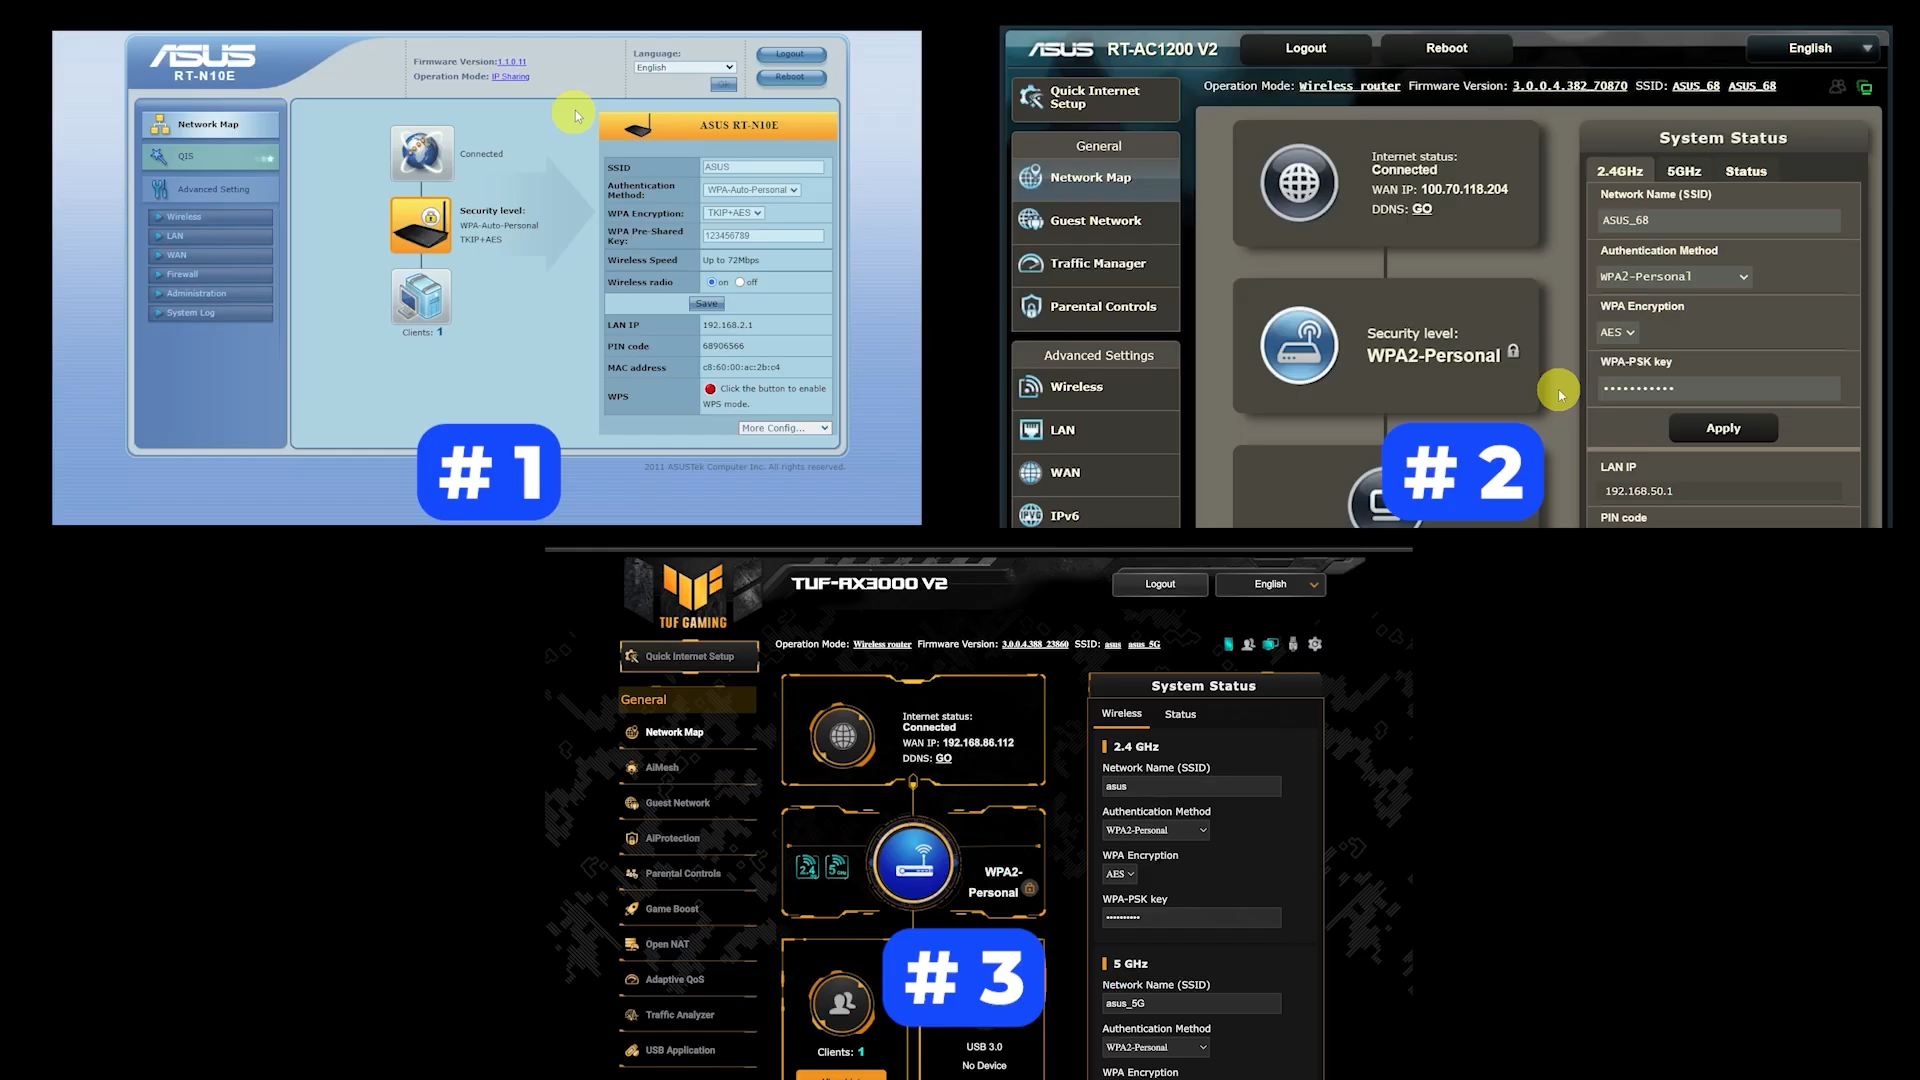 ASUS
RT-N10E
Firmware Version:1.1.0.11
Operation Mode: IP Sharing
Language:
English
Logout
Reboot
Network Map
QIS
Advanced Setting
Wireless
LAN
WAN
Firewall
Administration
System Log
Connected
Security level:
WPA-Auto-Personal
TKIP+AES
Clients: 1
ASUS RT-N10E
SSID ASUS
Authentication Method: WPA-Auto-Personal
WPA Encryption: TKIP+AES
WPA Pre-Shared Key: 123456789
Wireless Speed Up to 72Mbps
Wireless radio on off
Save
LAN IP 192.168.2.1
PIN code 68906566
MAC address c8:60:00:ac:2b:c4
WPS Click the button to enable WPS mode.
More Config...
2011 ASUSTek Computer Inc. All rights reserved.
# 1
ASUS RT-AC1200 V2
Logout
Reboot
English
Operation Mode: Wireless router Firmware Version: 3.0.0.4.382_70870 SSID: ASUS_68 ASUS_68
Quick Internet
Setup
General
Network Map
Guest Network
Traffic Manager
Parental Controls
Advanced Settings
Wireless
LAN
WAN
IPv6
Internet status:
Connected
WAN IP: 100.70.118.204
DDNS: GO
Security level:
WPA2-Personal
System Status
2.4GHz 5GHz Status
Network Name (SSID)
ASUS_68
Authentication Method
WPA2-Personal
WPA Encryption
AES
WPA-PSK key
•••••••••••
Apply
LAN IP
192.168.50.1
PIN code
# 2
TUF GAMING
TUF-AX3000 V2
Logout
English
Operation Mode: Wireless router Firmware Version: 3.0.0.4.388_23860 SSID: asus asus_5G
Quick Internet Setup
General
Network Map
AiMesh
Guest Network
AiProtection
Parental Controls
Game Boost
Open NAT
Adaptive QoS
Traffic Analyzer
USB Application
Internet status:
Connected
WAN IP: 192.168.86.112
DDNS: GO
2.4
5
WPA2-
Personal
Clients: 1
USB 3.0
No Device
System Status
Wireless Status
2.4 GHz
Network Name (SSID)
asus
Authentication Method
WPA2-Personal
WPA Encryption
AES
WPA-PSK key
••••••••••
5 GHz
Network Name (SSID)
asus_5G
Authentication Method
WPA2-Personal
WPA Encryption
# 3